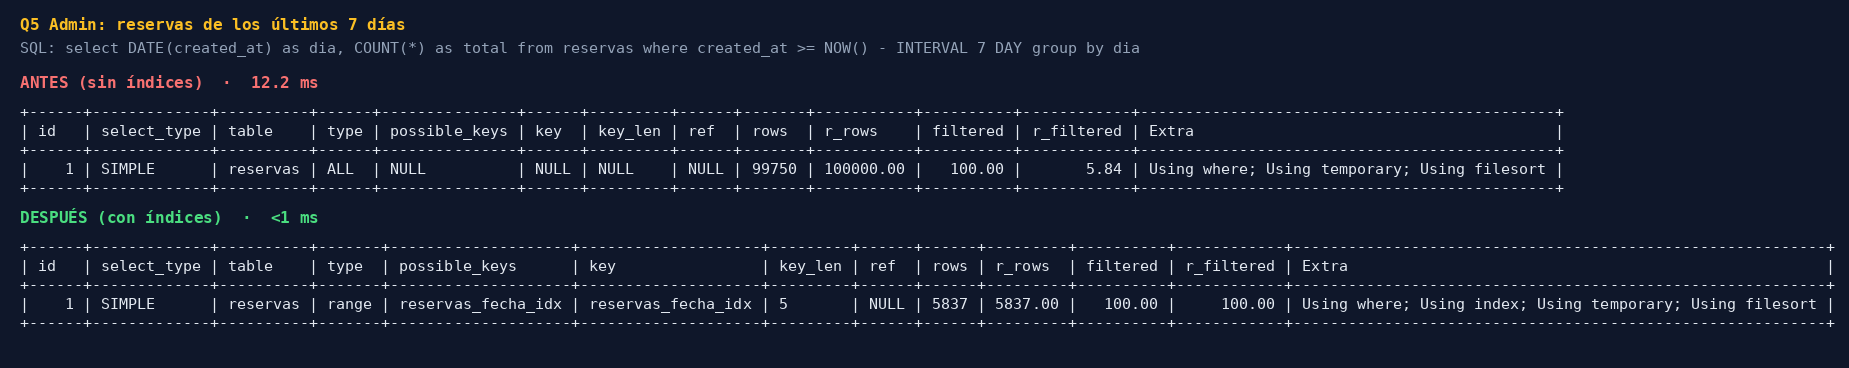 Q5 Admin: reservas de los últimos 7 días
SQL: select DATE(created_at) as dia, COUNT(*) as total from reservas where created_at >= NOW() - INTERVAL 7 DAY group by dia
ANTES (sin índices)  ·  12.2 ms
+------+-------------+----------+------+---------------+------+---------+------+-------+-----------+----------+------------+----------------------------------------------+
| id   | select_type | table    | type | possible_keys | key  | key_len | ref  | rows  | r_rows    | filtered | r_filtered | Extra                                        |
+------+-------------+----------+------+---------------+------+---------+------+-------+-----------+----------+------------+----------------------------------------------+
|    1 | SIMPLE      | reservas | ALL  | NULL          | NULL | NULL    | NULL | 99750 | 100000.00 |   100.00 |       5.84 | Using where; Using temporary; Using filesort |
+------+-------------+----------+------+---------------+------+---------+------+-------+-----------+----------+------------+----------------------------------------------+
DESPUÉS (con índices)  ·  <1 ms
+------+-------------+----------+-------+--------------------+--------------------+---------+------+------+---------+----------+------------+-----------------------------------------------------------+
| id   | select_type | table    | type  | possible_keys      | key                | key_len | ref  | rows | r_rows  | filtered | r_filtered | Extra                                                     |
+------+-------------+----------+-------+--------------------+--------------------+---------+------+------+---------+----------+------------+-----------------------------------------------------------+
|    1 | SIMPLE      | reservas | range | reservas_fecha_idx | reservas_fecha_idx | 5       | NULL | 5837 | 5837.00 |   100.00 |     100.00 | Using where; Using index; Using temporary; Using filesort |
+------+-------------+----------+-------+--------------------+--------------------+---------+------+------+---------+----------+------------+-----------------------------------------------------------+